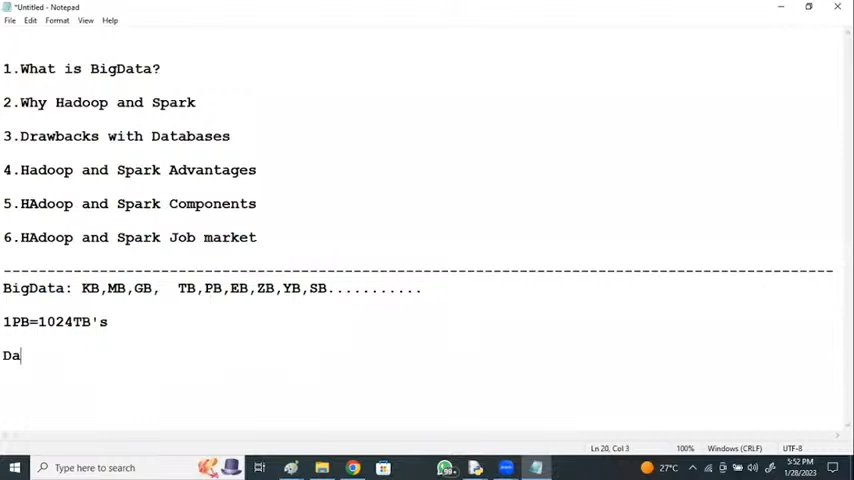 *Untitled - Notepad
File Edit Format View Help
1.What is BigData?
2.Why Hadoop and Spark
3.Drawbacks with Databases
4.Hadoop and Spark Advantages
5.HAdoop and Spark Components
6.HAdoop and Spark Job market
------------------------------------------------------------------------------------------------
BigData: KB,MB,GB,  TB,PB,EB,ZB,YB,SB...........
1PB=1024TB's
Da
Ln 20, Col 3 100% Windows (CRLF) UTF-8
Type here to search 99+ 27°C 5:52 PM
1/28/2023